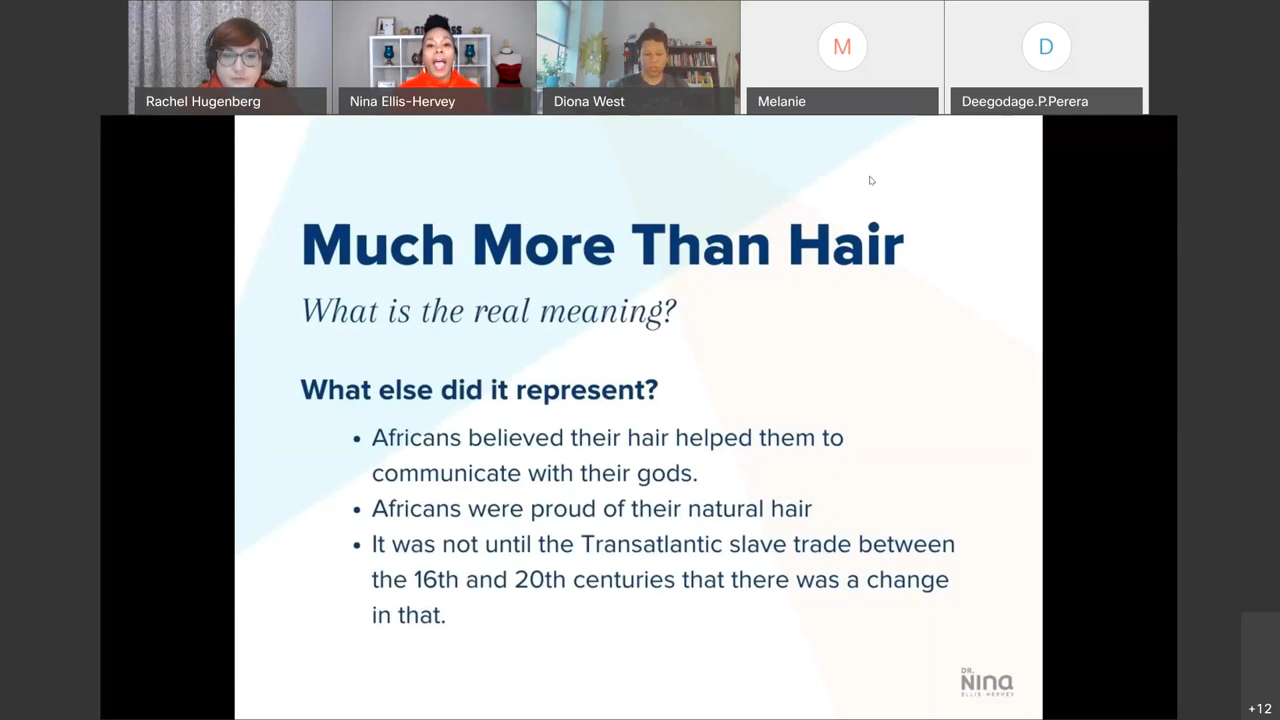 Rachel Hugenberg
Nina Ellis-Hervey
Diona West
M
Melanie
D
Deegodage.P.Perera
Much More Than Hair
What is the real meaning?
What else did it represent?
• Africans believed their hair helped them to
communicate with their gods.
• Africans were proud of their natural hair
• It was not until the Transatlantic slave trade between
the 16th and 20th centuries that there was a change
in that.
DR.
Nina
ELLIS-HERVEY
+12